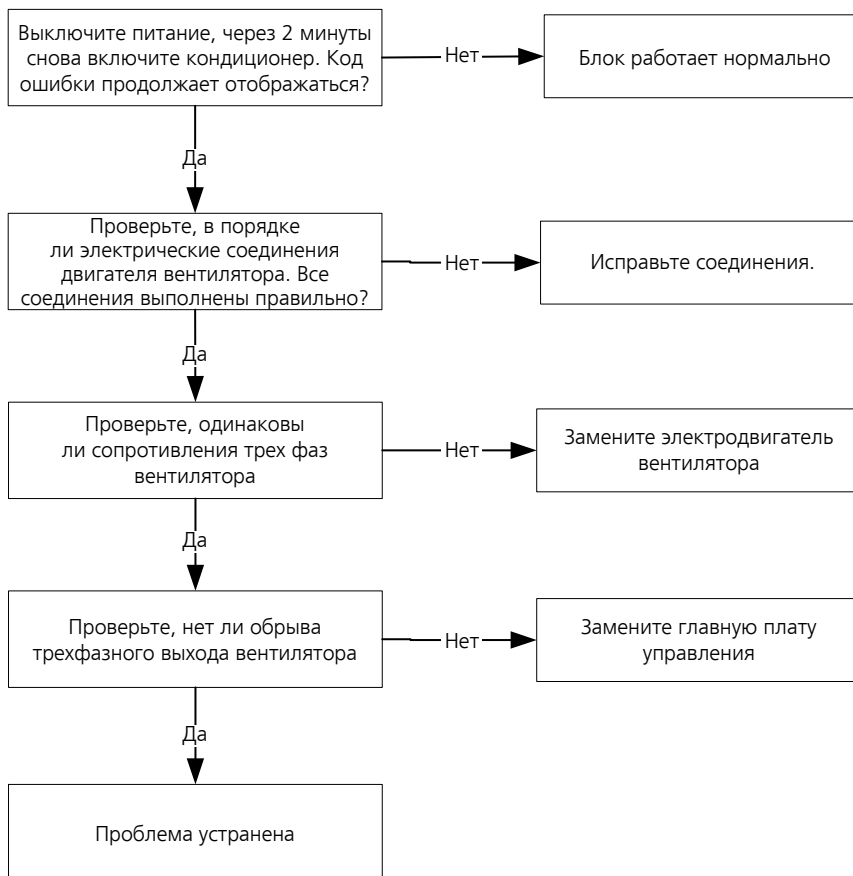 Выключите питание, через 2 минуты
снова включите кондиционер. Код
ошибки продолжает отображаться?
Нет
Блок работает нормально
Да
Проверьте, в порядке
ли электрические соединения
двигателя вентилятора. Все
соединения выполнены правильно?
Нет
Исправьте соединения.
Да
Проверьте, одинаковы
ли сопротивления трех фаз
вентилятора
Нет
Замените электродвигатель
вентилятора
Да
Проверьте, нет ли обрыва
трехфазного выхода вентилятора
Нет
Замените главную плату
управления
Да
Проблема устранена